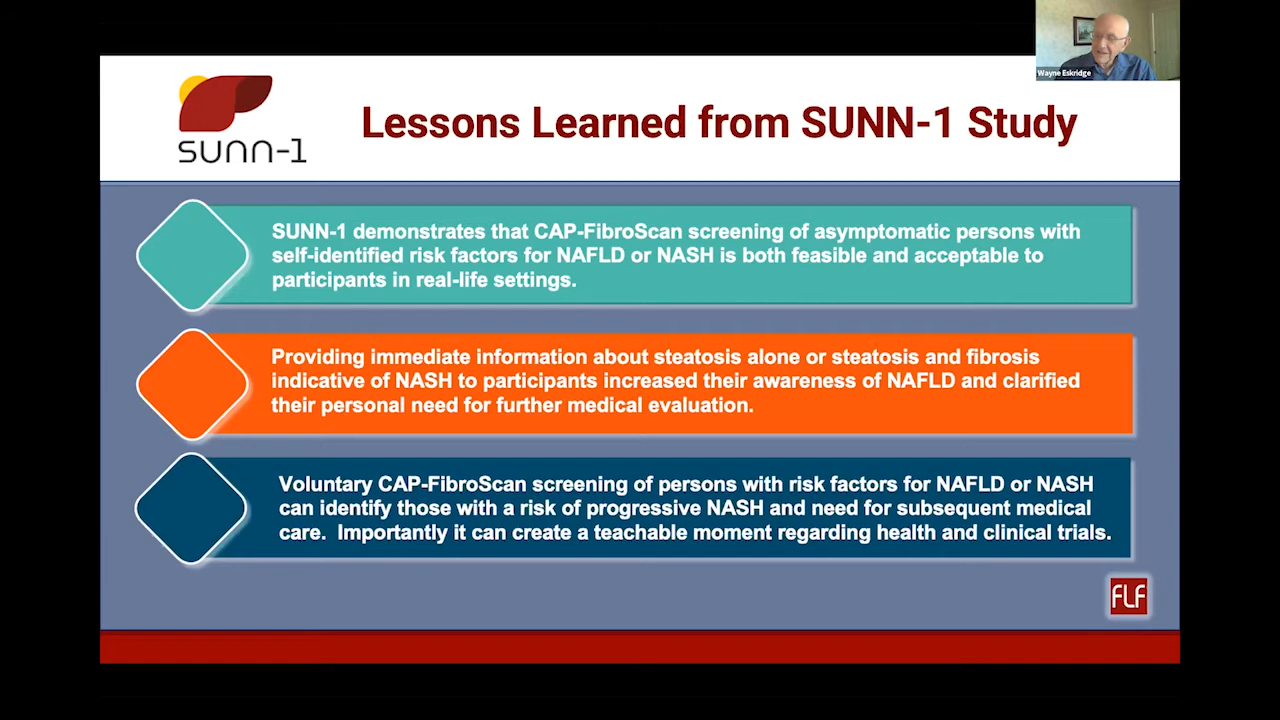 Wayne Eskridge
sunn-1
Lessons Learned from SUNN-1 Study
SUNN-1 demonstrates that CAP-FibroScan screening of asymptomatic persons with
self-identified risk factors for NAFLD or NASH is both feasible and acceptable to
participants in real-life settings.
Providing immediate information about steatosis alone or steatosis and fibrosis
indicative of NASH to participants increased their awareness of NAFLD and clarified
their personal need for further medical evaluation.
Voluntary CAP-FibroScan screening of persons with risk factors for NAFLD or NASH
can identify those with a risk of progressive NASH and need for subsequent medical
care.  Importantly it can create a teachable moment regarding health and clinical trials.
FLF